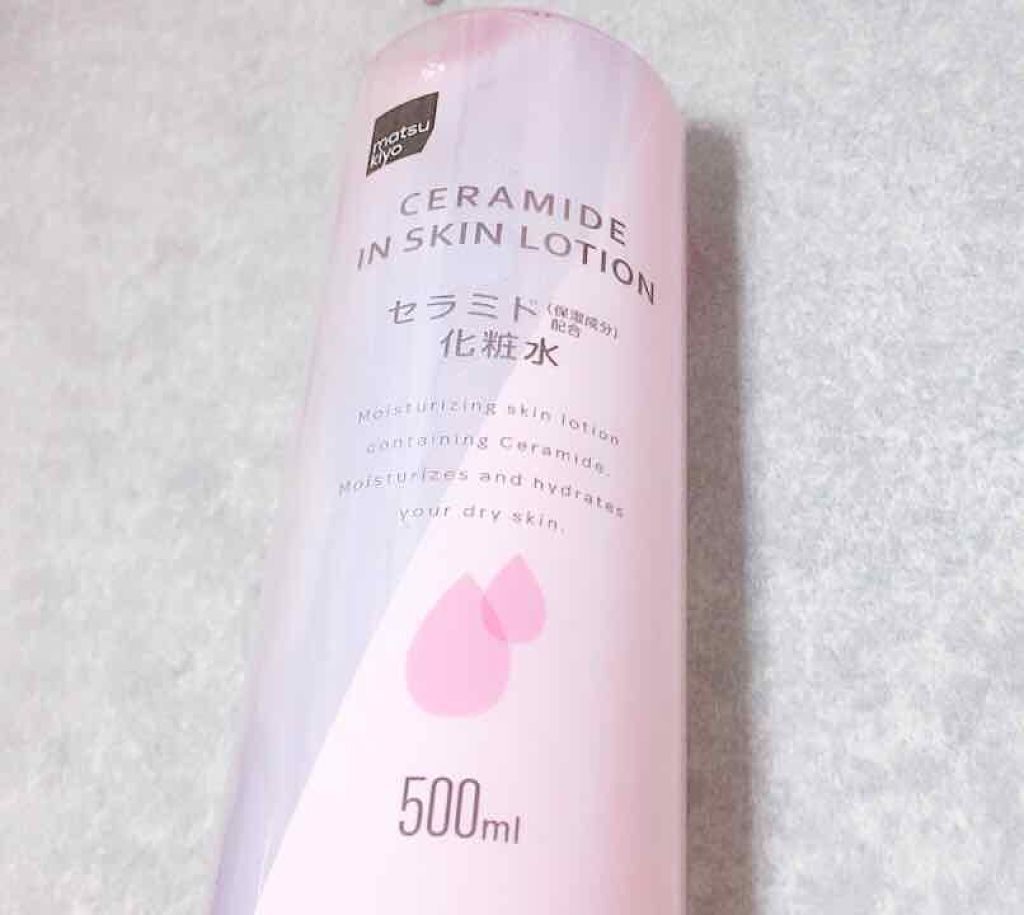 matsu
kiyo
CERAMIDE
IN SKIN LOTION
セラミド(保湿成分)
配合
化粧水
Moisturizing skin lotion
containing Ceramide.
Moisturizes and hydrates
your dry skin.
500ml